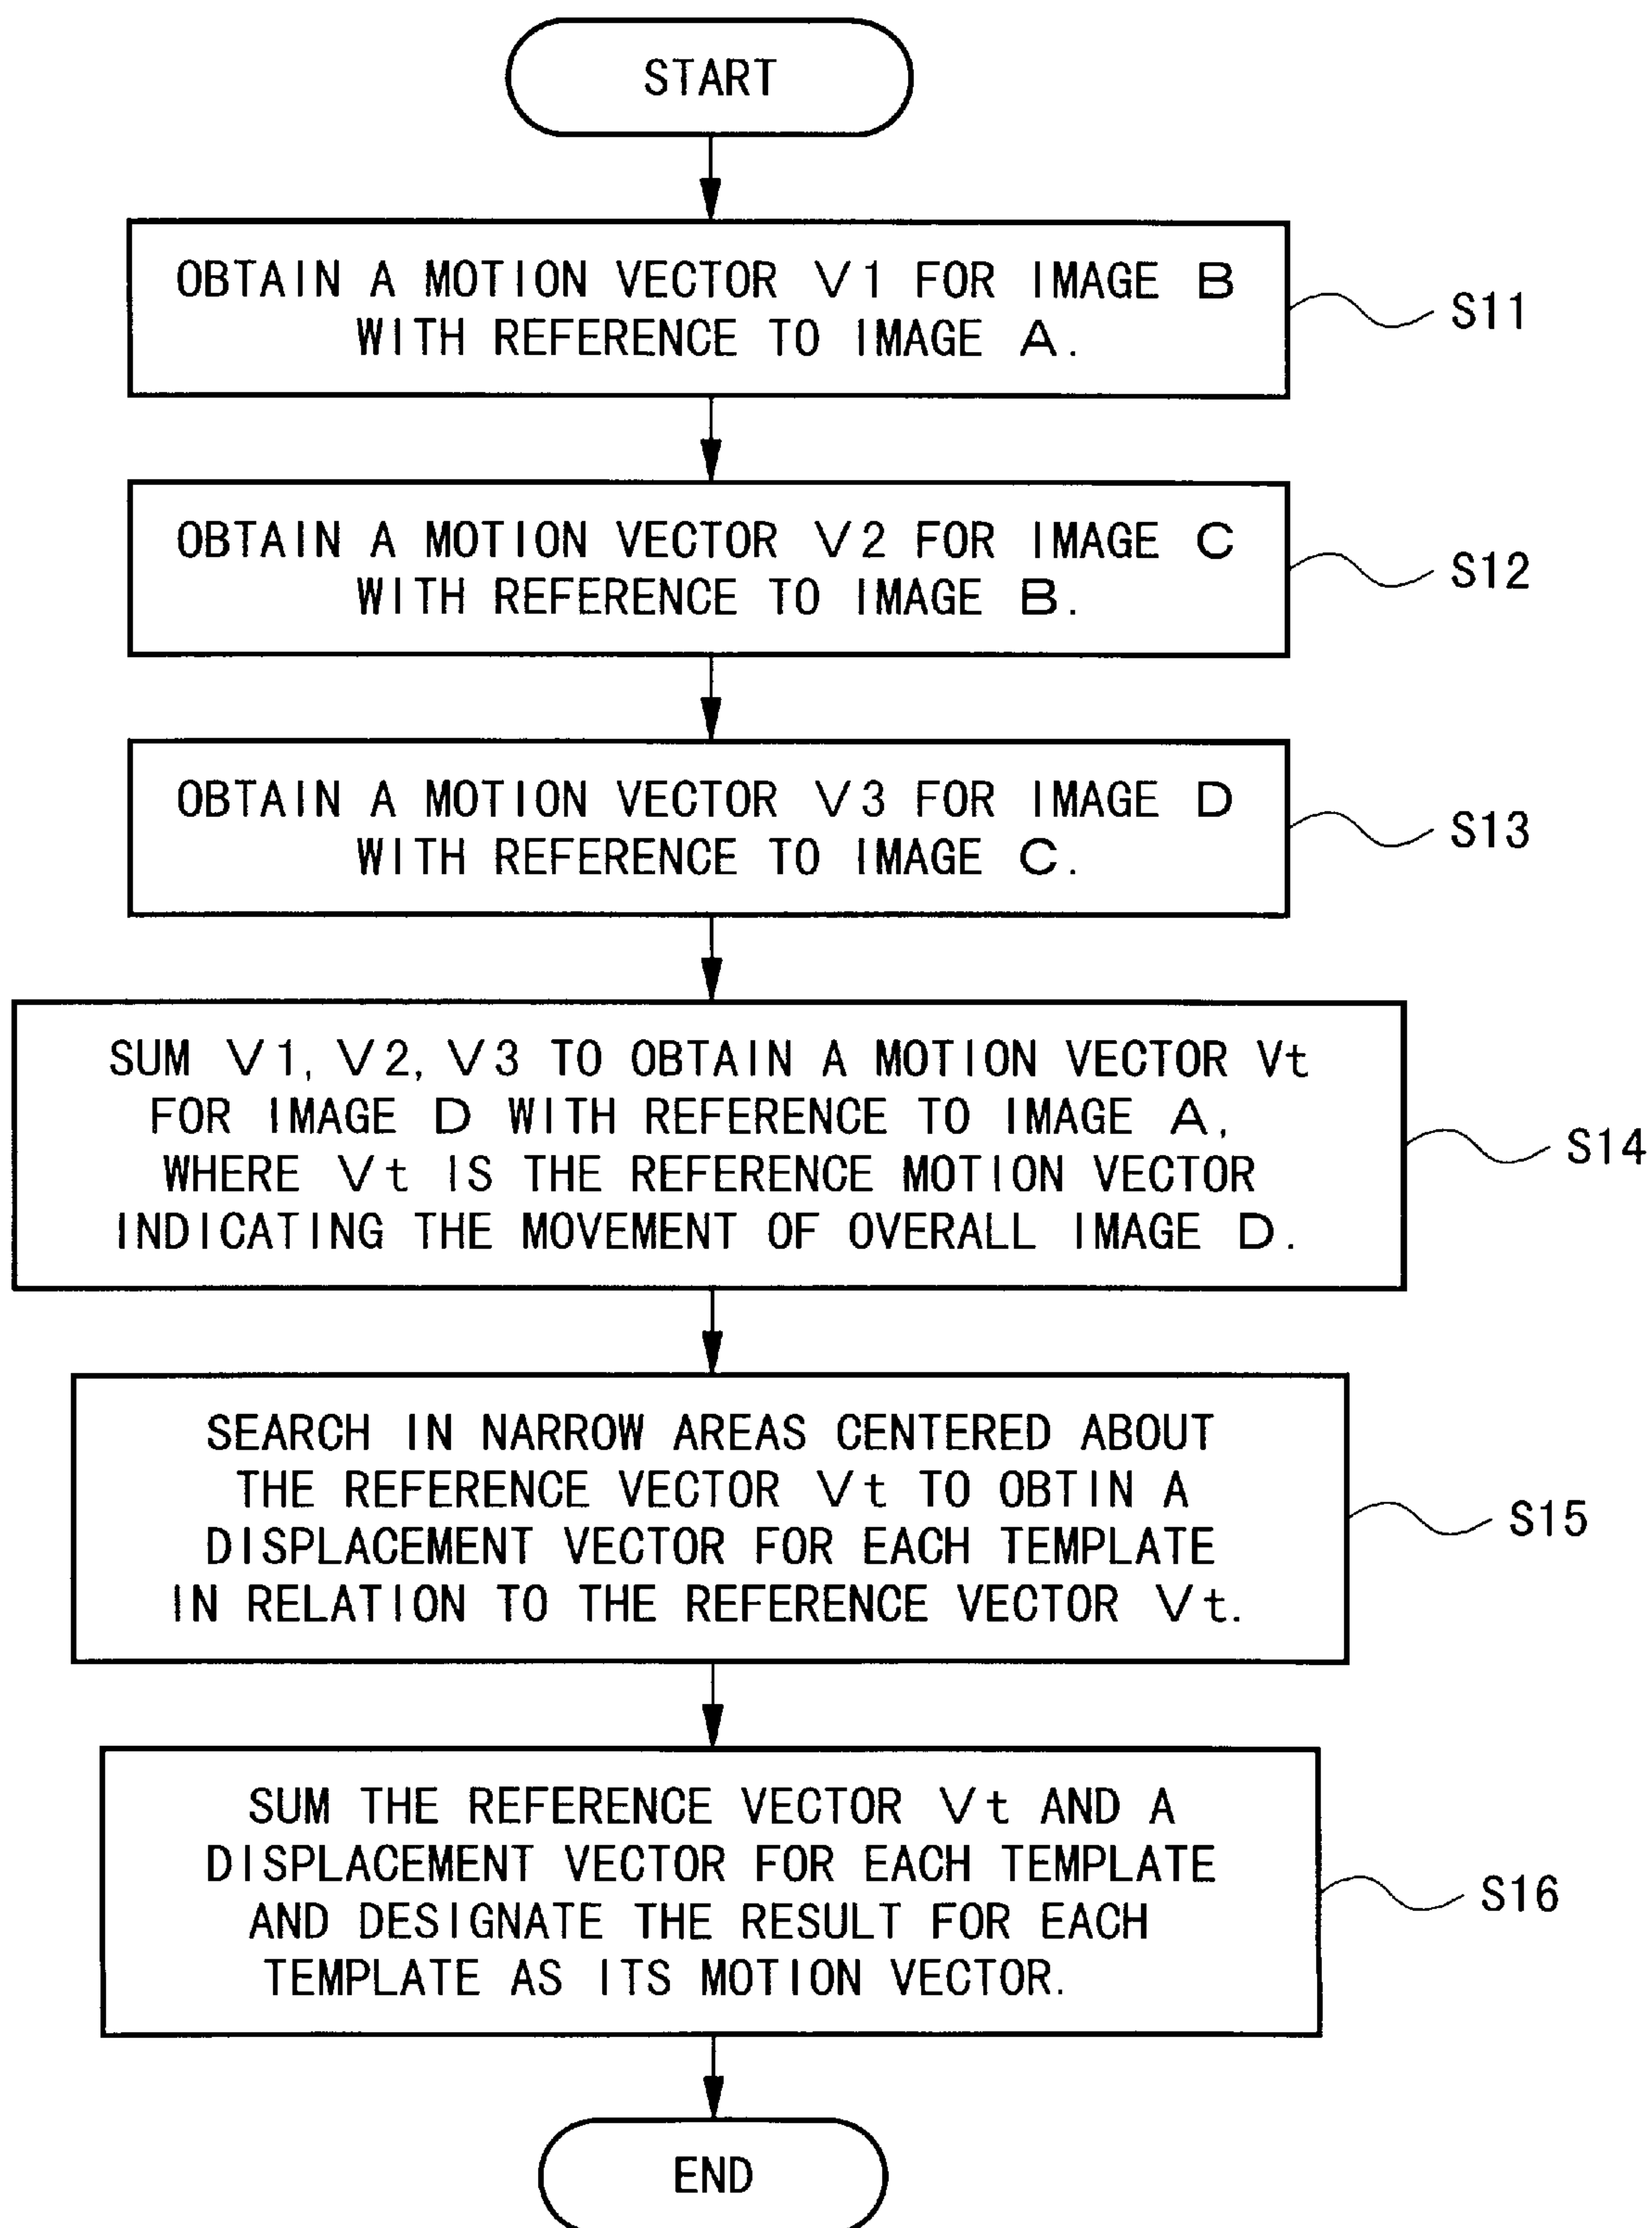 START
OBTAIN A MOTION VECTOR V1 FOR IMAGE B
WITH REFERENCE TO IMAGE A.
S11
OBTAIN A MOTION VECTOR V2 FOR IMAGE C
WITH REFERENCE TO IMAGE B.
S12
OBTAIN A MOTION VECTOR V3 FOR IMAGE D
WITH REFERENCE TO IMAGE C.
S13
SUM V1, V2, V3 TO OBTAIN A MOTION VECTOR Vt
FOR IMAGE D WITH REFERENCE TO IMAGE A,
WHERE Vt IS THE REFERENCE MOTION VECTOR
INDICATING THE MOVEMENT OF OVERALL IMAGE D.
S14
SEARCH IN NARROW AREAS CENTERED ABOUT
THE REFERENCE VECTOR Vt TO OBTIN A
DISPLACEMENT VECTOR FOR EACH TEMPLATE
IN RELATION TO THE REFERENCE VECTOR Vt.
S15
SUM THE REFERENCE VECTOR Vt AND A
DISPLACEMENT VECTOR FOR EACH TEMPLATE
AND DESIGNATE THE RESULT FOR EACH
TEMPLATE AS ITS MOTION VECTOR.
S16
END